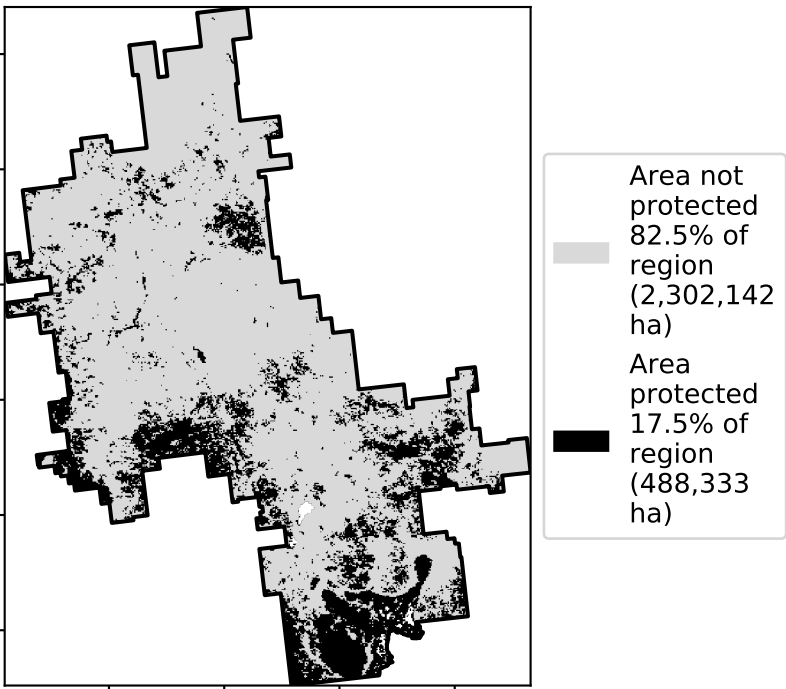 Area not
protected
82.5% of
region
(2,302,142
ha)
Area
protected
17.5% of
region
(488,333
ha)